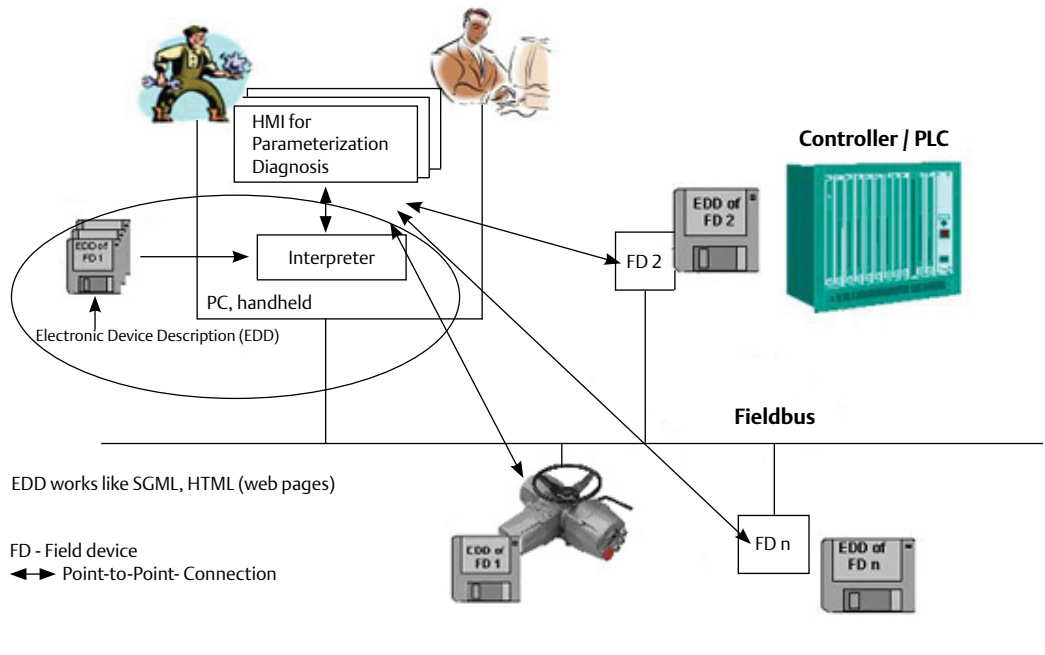 HMI for
Parameterization
Diagnosis
Controller / PLC
EDD of
FD 2
FD 2
EDD of
FD 1
Interpreter
PC, handheld
Electronic Device Description (EDD)
Fieldbus
EDD works like SGML, HTML (web pages)
FD - Field device
Point-to-Point- Connection
EDD of
FD 1
FD n
EDD of
FD n